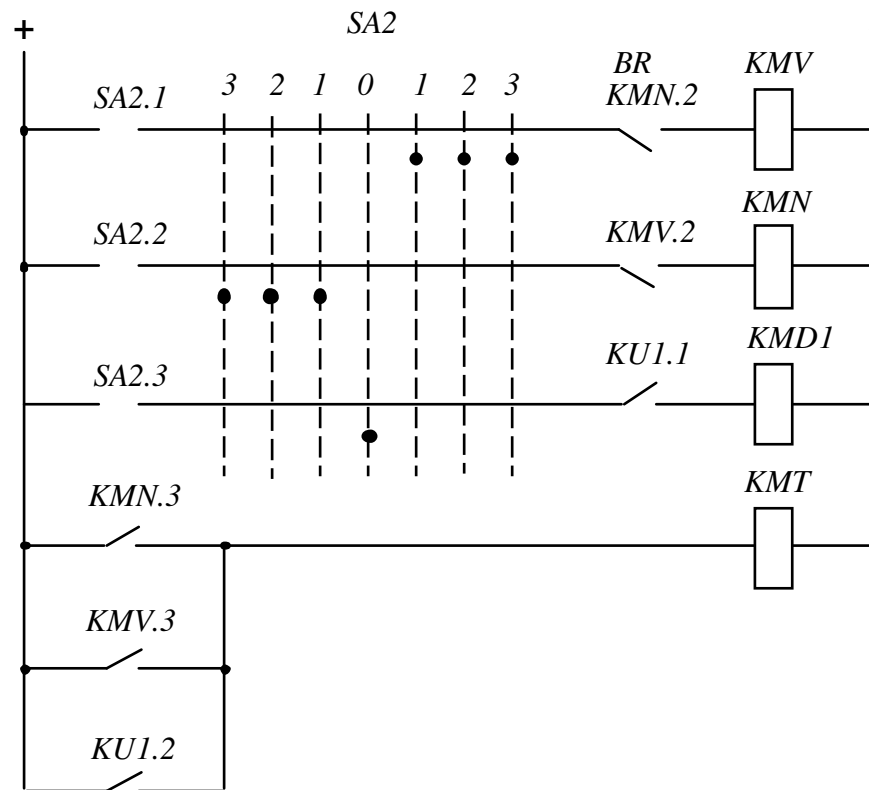 +
SA2
3 2 1 0 1 2 3
BR
KMN.2
KMV
SA2.1
SA2.2
KMV.2
KMN
SA2.3
KU1.1
KMD1
KMN.3
KMT
KMV.3
KU1.2